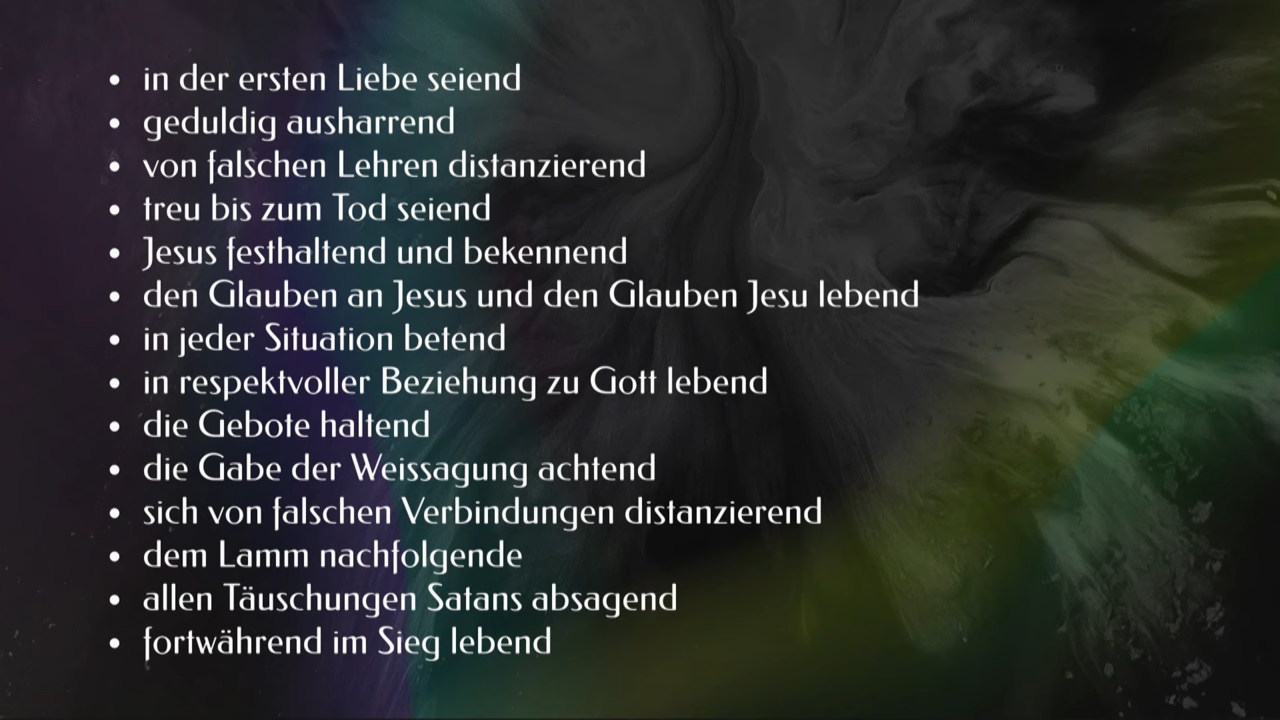 • in der ersten Liebe seiend
• geduldig ausharrend
• von falschen Lehren distanzierend
• treu bis zum Tod seiend
• Jesus festhaltend und bekennend
• den Glauben an Jesus und den Glauben Jesu lebend
• in jeder Situation betend
• in respektvoller Beziehung zu Gott lebend
• die Gebote haltend
• die Gabe der Weissagung achtend
• sich von falschen Verbindungen distanzierend
• dem Lamm nachfolgende
• allen Täuschungen Satans absagend
• fortwährend im Sieg lebend